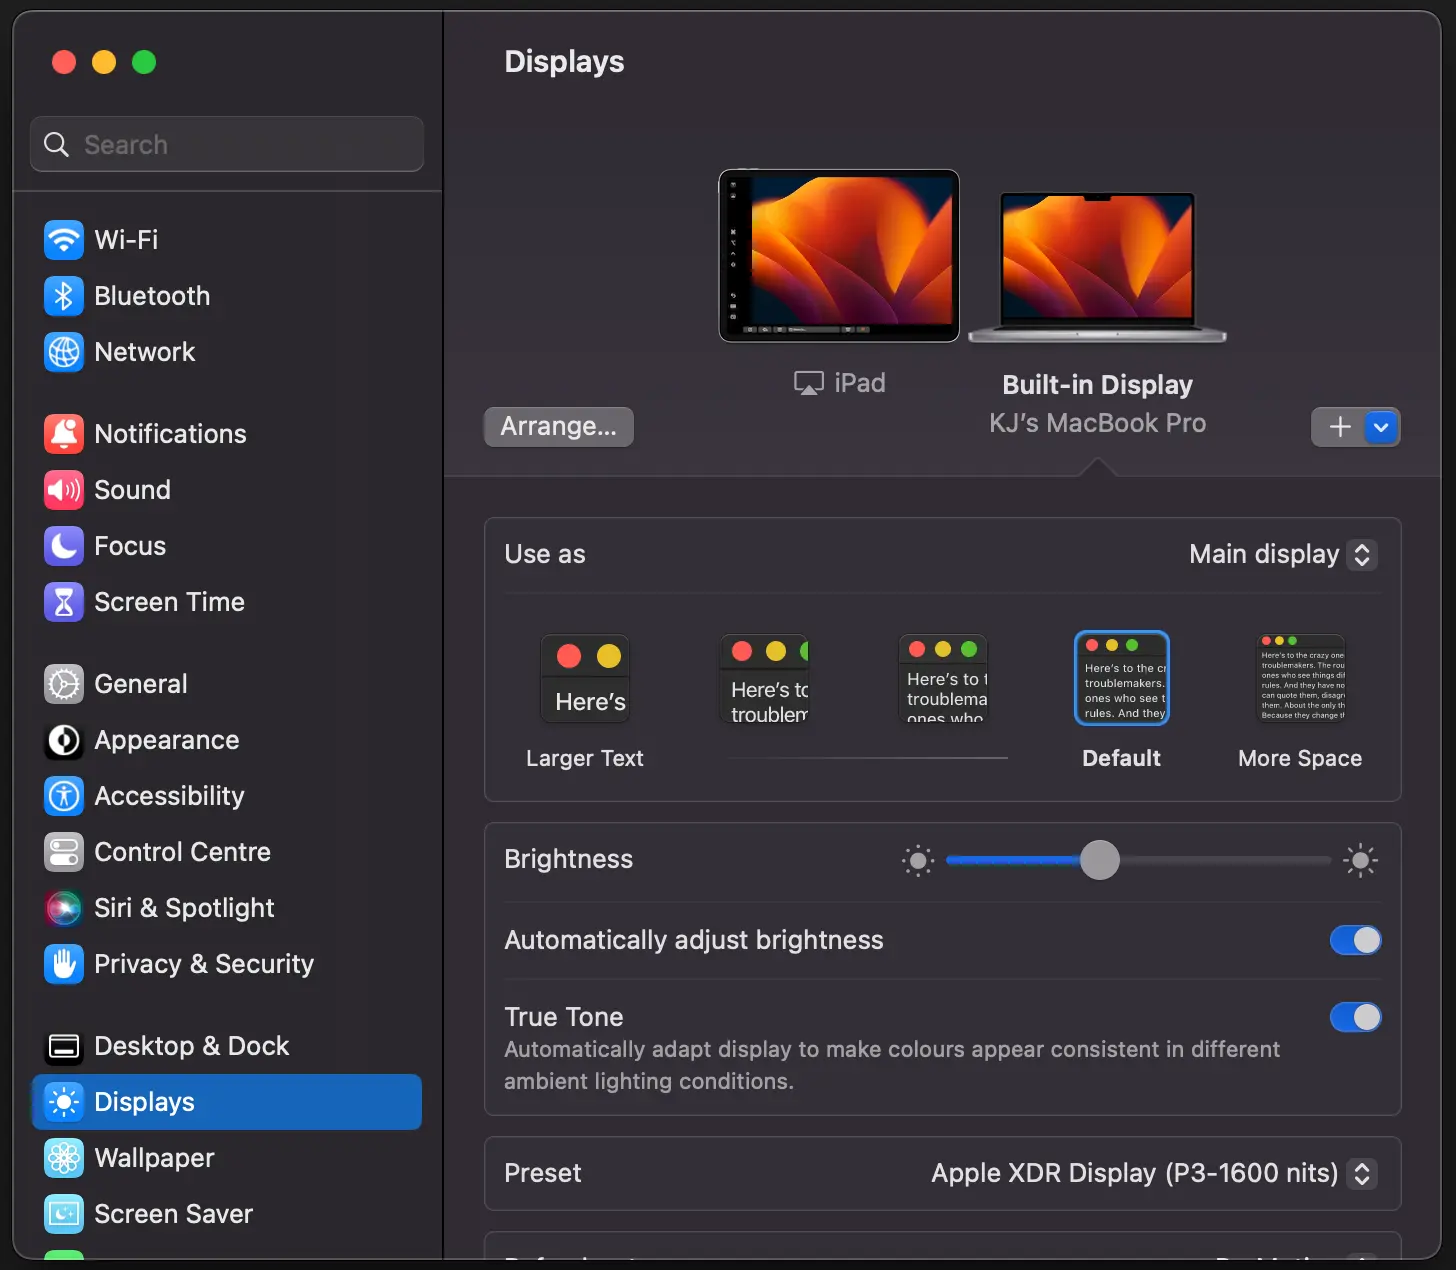 Displays
Search
Wi-Fi
Bluetooth
Network
Notifications
Sound
Focus
Screen Time
General
Appearance
Accessibility
Control Centre
Siri & Spotlight
Privacy & Security
Desktop & Dock
Displays
Wallpaper
Screen Saver
iPad
Built-in Display
KJ's MacBook Pro
Arrange...
Use as
Main display
Here's
Here's to
troublem
Here's to t
troublema
ones who
Here's to the cr
troublemakers.
ones who see t
rules. And they
Here's to the crazy one
troublemakers. The rou
ones who see things dif
rules. And they have no
can quote them, disagr
them. About the only th
Because they change th
Larger Text
Default
More Space
Brightness
Automatically adjust brightness
True Tone
Automatically adapt display to make colours appear consistent in different
ambient lighting conditions.
Preset
Apple XDR Display (P3-1600 nits)